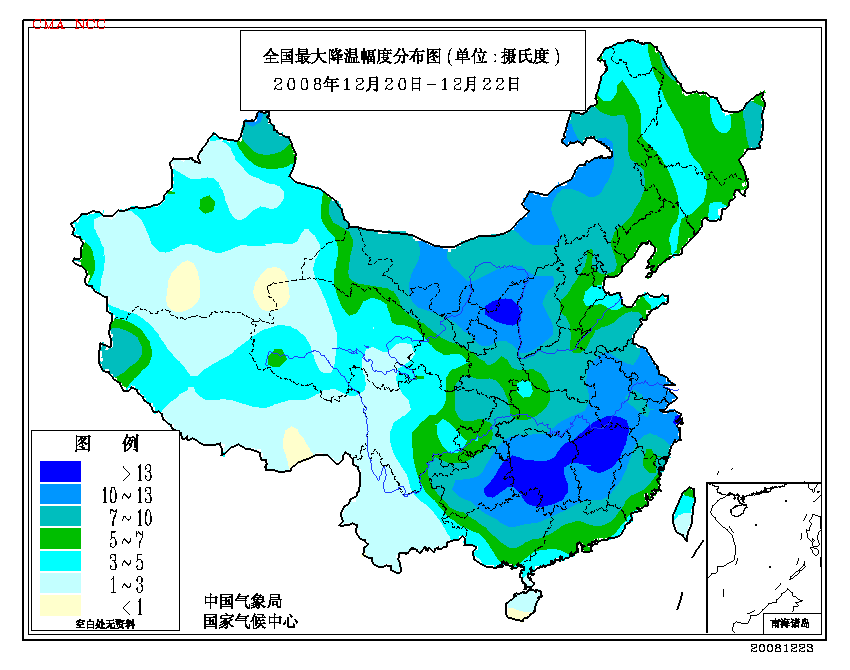 CMA NCC
全国最大降温幅度分布图(单位:摄氏度)
2008年12月20日-12月22日
图 例
>13
10~13
7~10
5~7
3~5
1~3
<1
空白处无资料
中国气象局
国家气候中心
南海诸岛
20081223